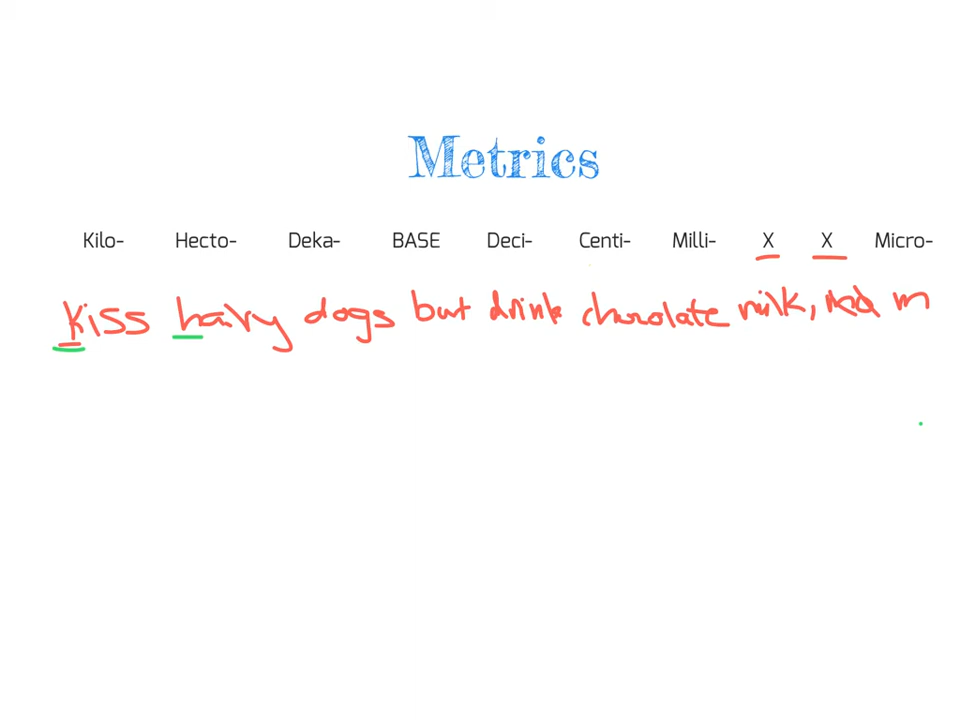 Metrics
Kilo- Hecto- Deka- BASE Deci- Centi- Milli- X X Micro-
Kiss hairy dogs but drink chocolate milk, m